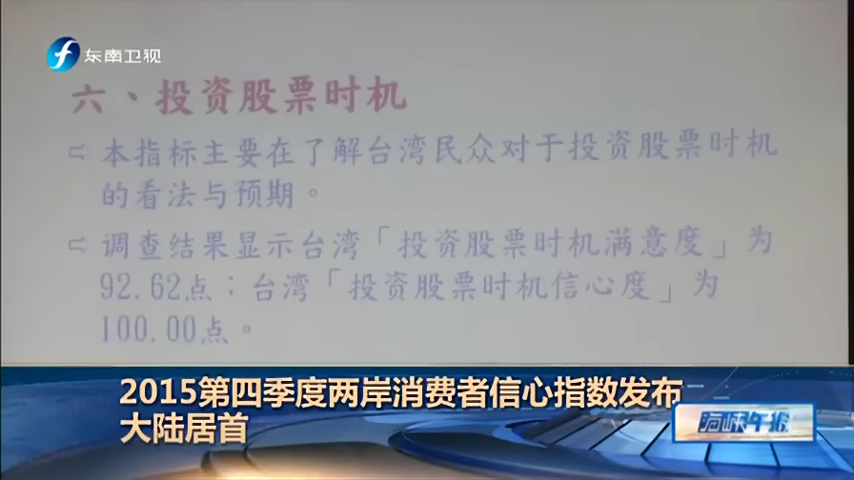 东南卫视
六、投资股票时机
本指标主要在了解台湾民众对于投资股票时机
的看法与预期。
调查结果显示台湾「投资股票时机满意度」为
92.62点；台湾「投资股票时机信心度」为
100.00点。
2015第四季度两岸消费者信心指数发布
大陆居首
海峡午报